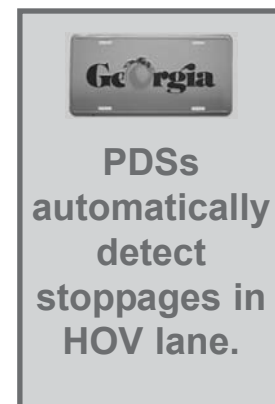 Georgia
PDSs
automatically
detect
stoppages in
HOV lane.